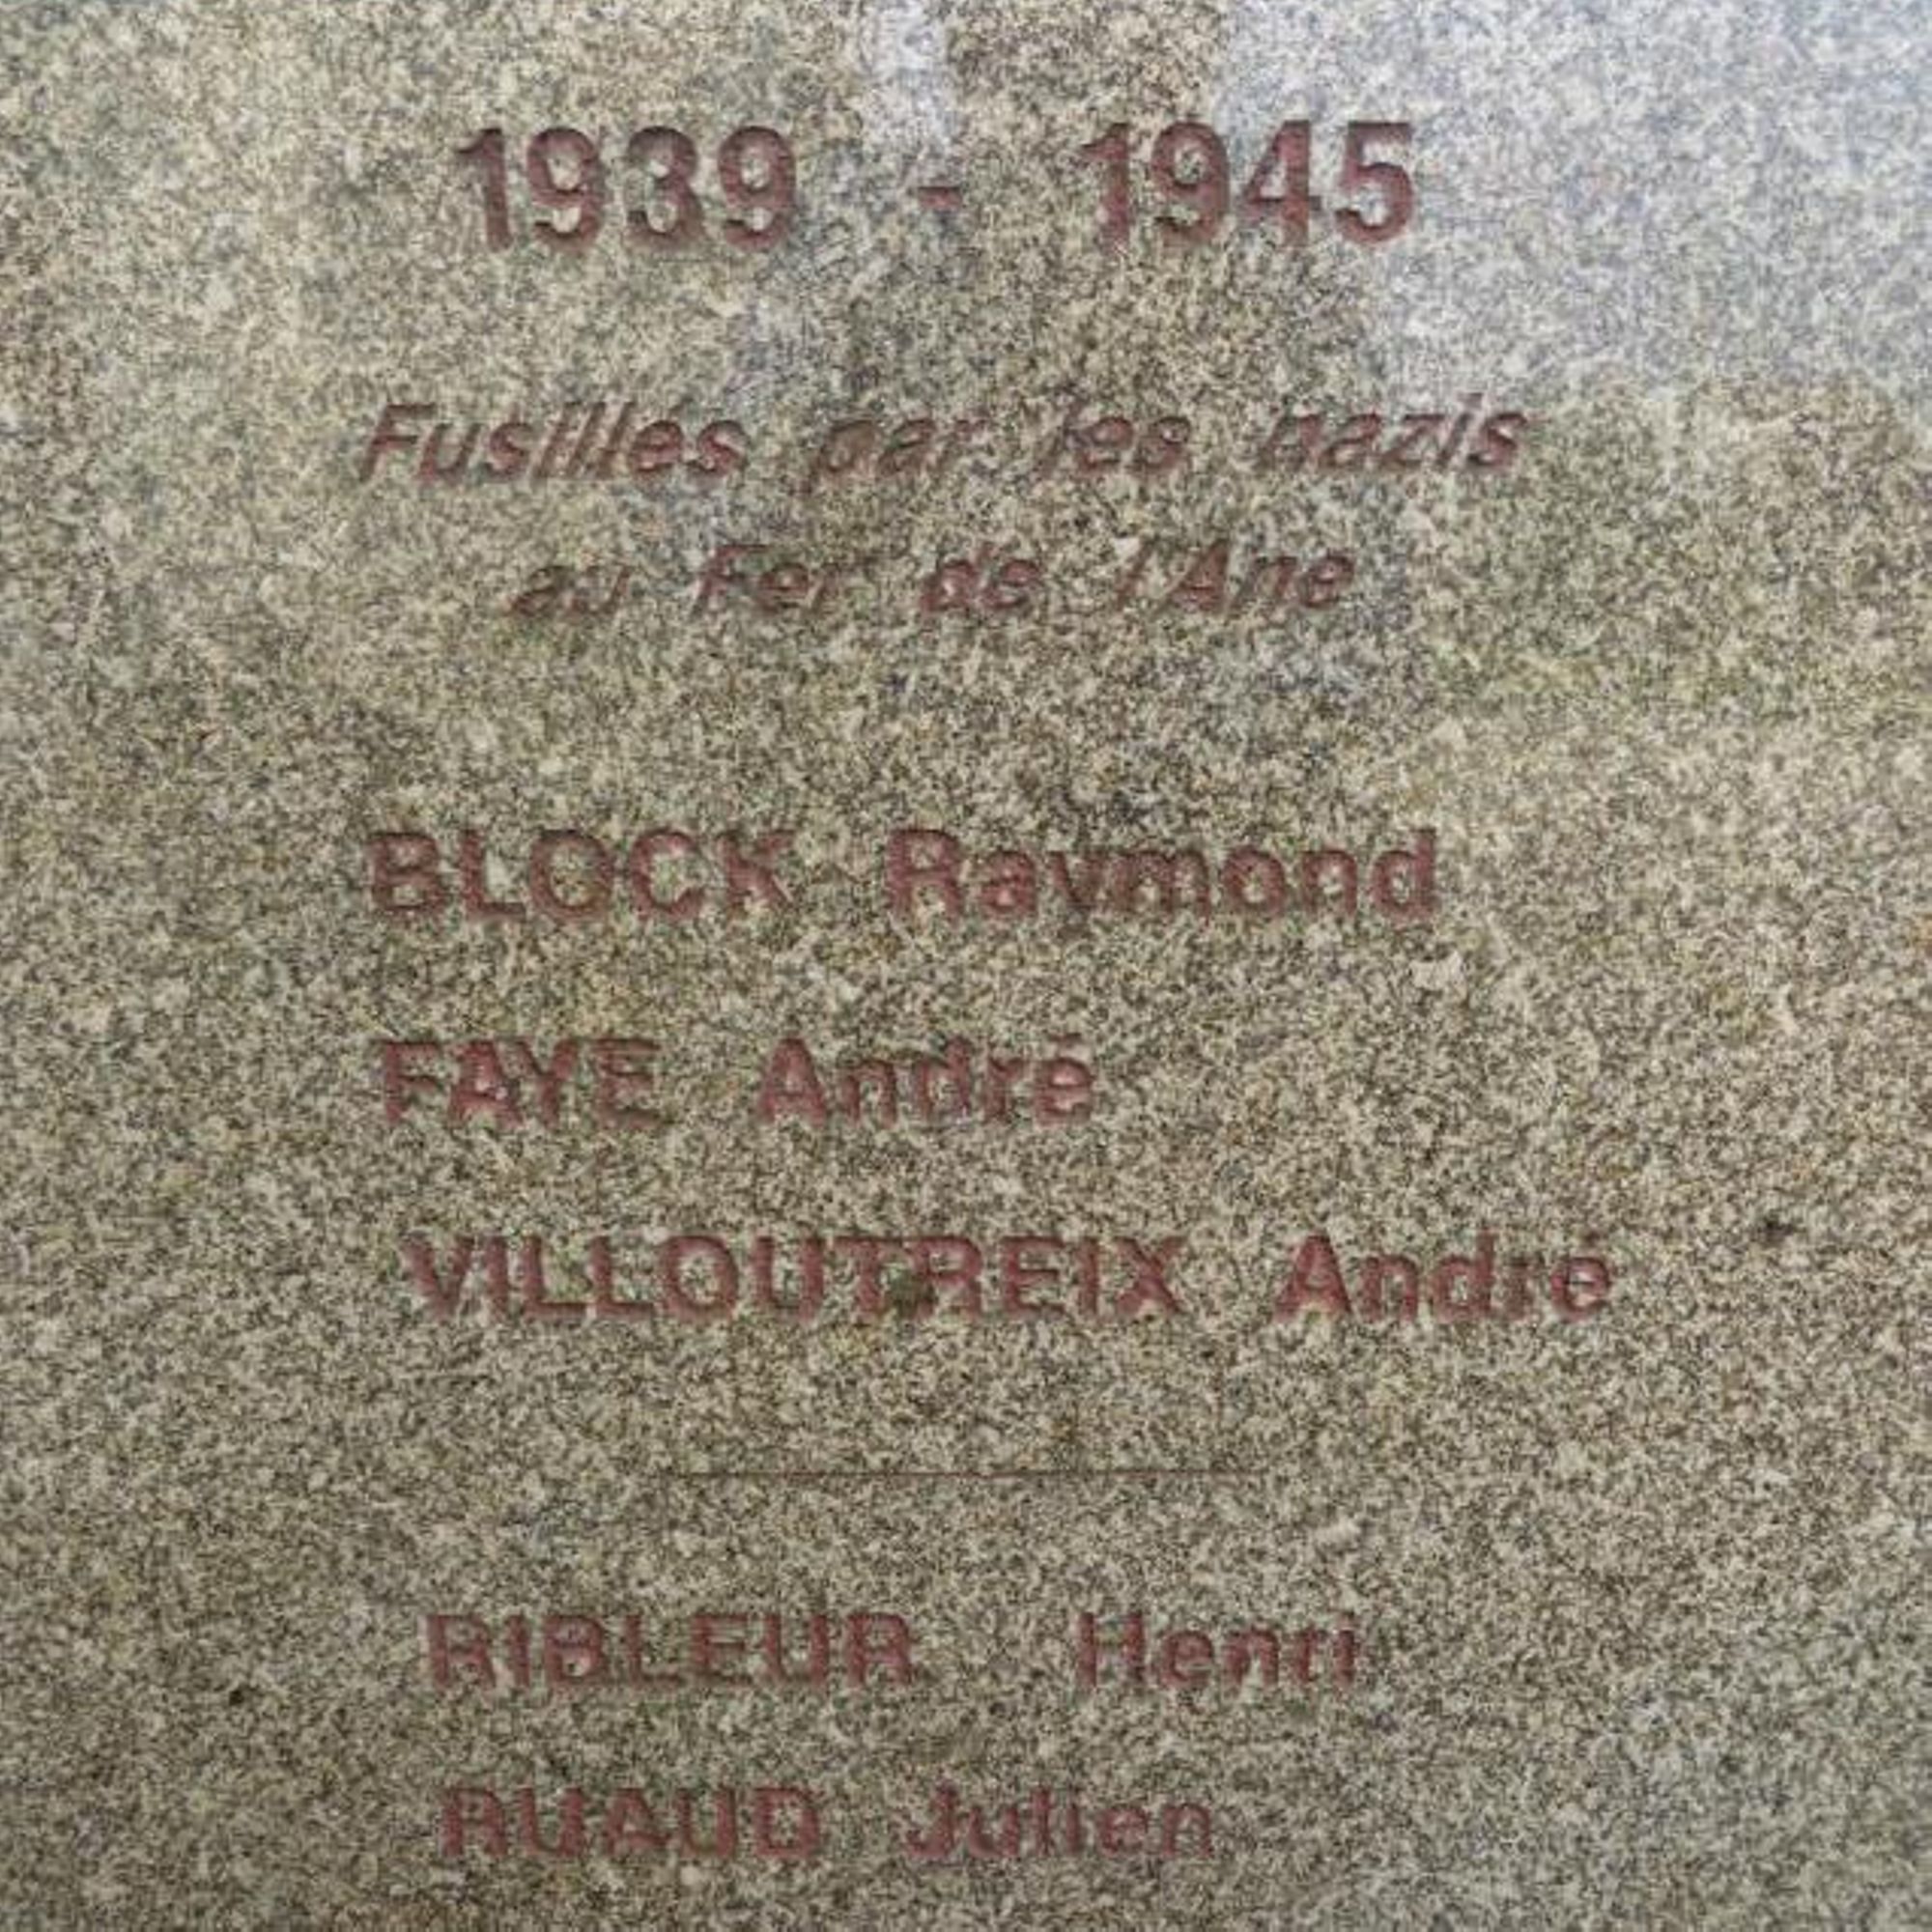 1939 - 1945
Fusillés par les nazis
au Fer de l'Ane
BLOCK Raymond
FAYE André
VILLOUTREIX André
RIBLEUR Henri
RUAUD Julien